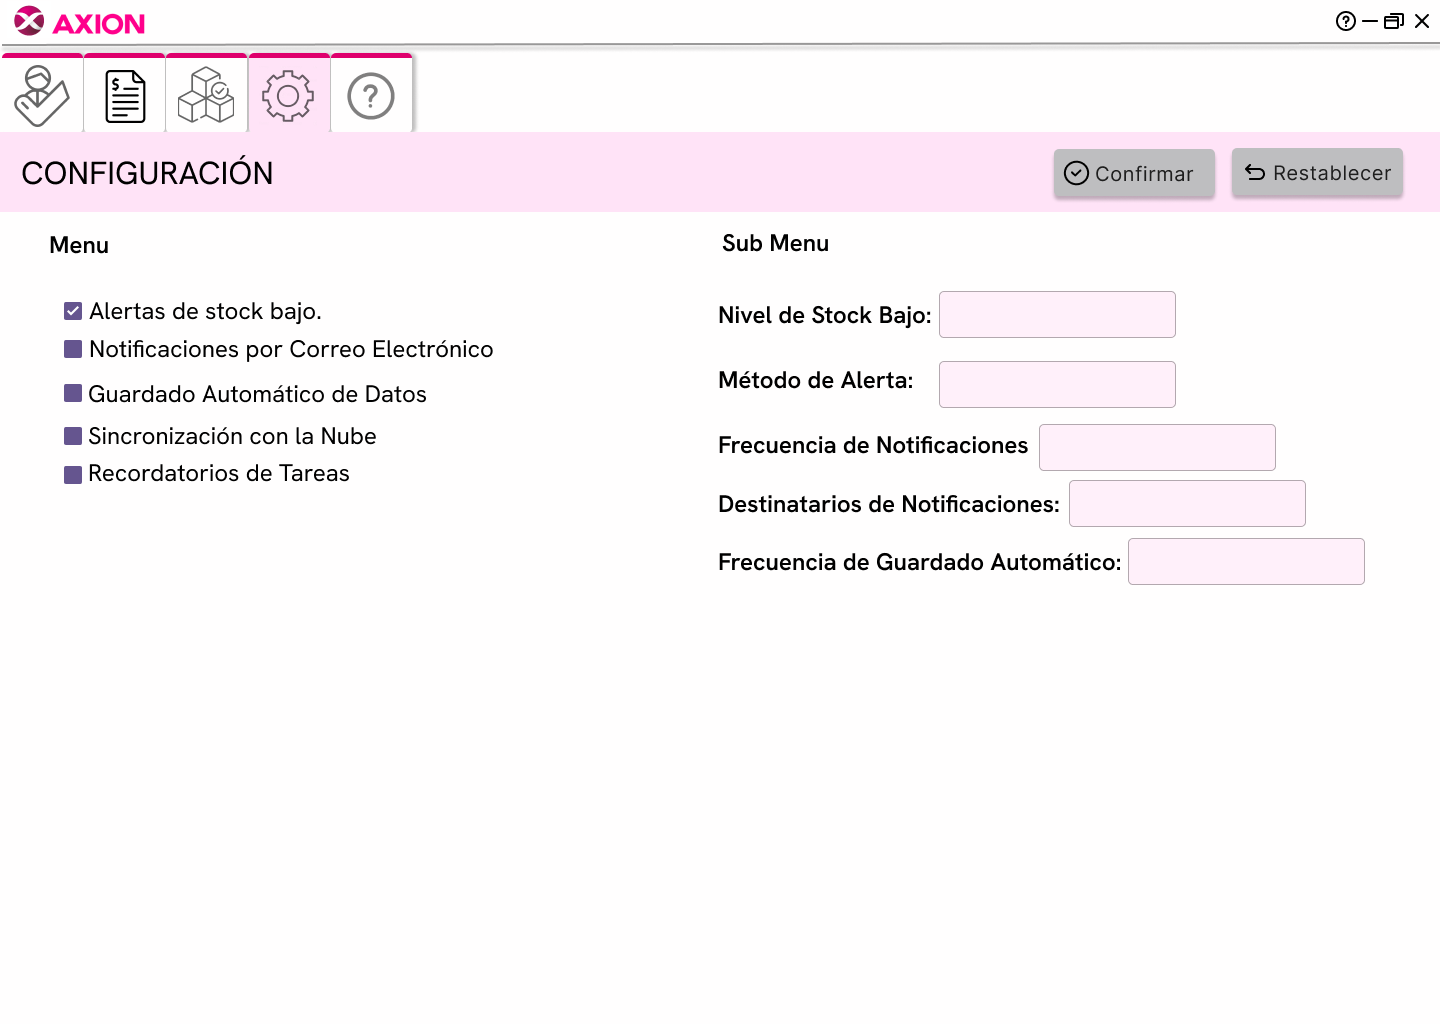 AXION
CONFIGURACIÓN
Confirmar
Restablecer
Menu
Alertas de stock bajo.
Notificaciones por Correo Electrónico
Guardado Automático de Datos
Sincronización con la Nube
Recordatorios de Tareas
Sub Menu
Nivel de Stock Bajo:
Método de Alerta:
Frecuencia de Notificaciones
Destinatarios de Notificaciones:
Frecuencia de Guardado Automático: